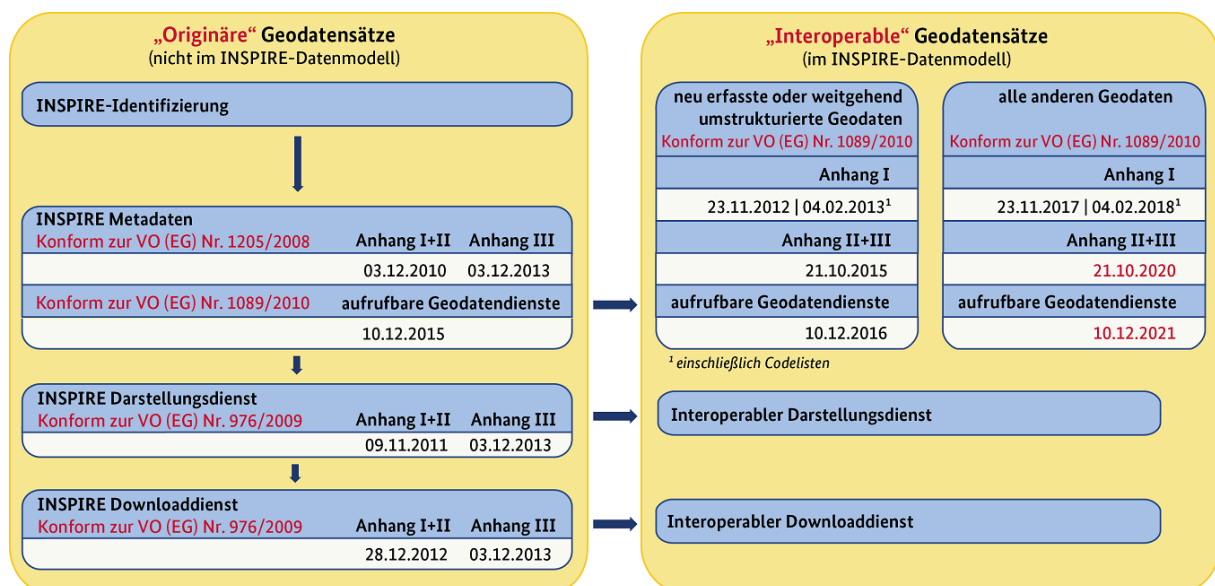 „Originäre“ Geodatensätze
(nicht im INSPIRE-Datenmodell)
INSPIRE-Identifizierung
INSPIRE Metadaten
Konform zur VO (EG) Nr. 1205/2008 Anhang I+II Anhang III
03.12.2010 03.12.2013
Konform zur VO (EG) Nr. 1089/2010 aufrufbare Geodatendienste
10.12.2015
INSPIRE Darstellungsdienst
Konform zur VO (EG) Nr. 976/2009 Anhang I+II Anhang III
09.11.2011 03.12.2013
INSPIRE Downloaddienst
Konform zur VO (EG) Nr. 976/2009 Anhang I+II Anhang III
28.12.2012 03.12.2013
„Interoperable“ Geodatensätze
(im INSPIRE-Datenmodell)
neu erfasste oder weitgehend
umstrukturierte Geodaten
Konform zur VO (EG) Nr. 1089/2010
Anhang I
23.11.2012 | 04.02.2013¹
Anhang II+III
21.10.2015
aufrufbare Geodatendienste
10.12.2016
alle anderen Geodaten
Konform zur VO (EG) Nr. 1089/2010
Anhang I
23.11.2017 | 04.02.2018¹
Anhang II+III
21.10.2020
aufrufbare Geodatendienste
10.12.2021
¹ einschließlich Codelisten
Interoperabler Darstellungsdienst
Interoperabler Downloaddienst